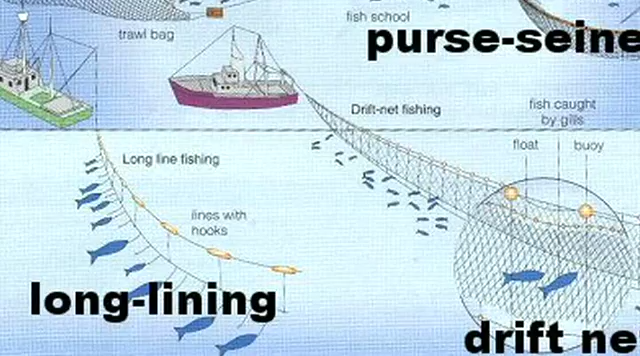 trawl bag
fish school
purse-seine
Drift-net fishing
fish caught
by gills
float
buoy
Long line fishing
lines with
hooks
long-lining
drift ne